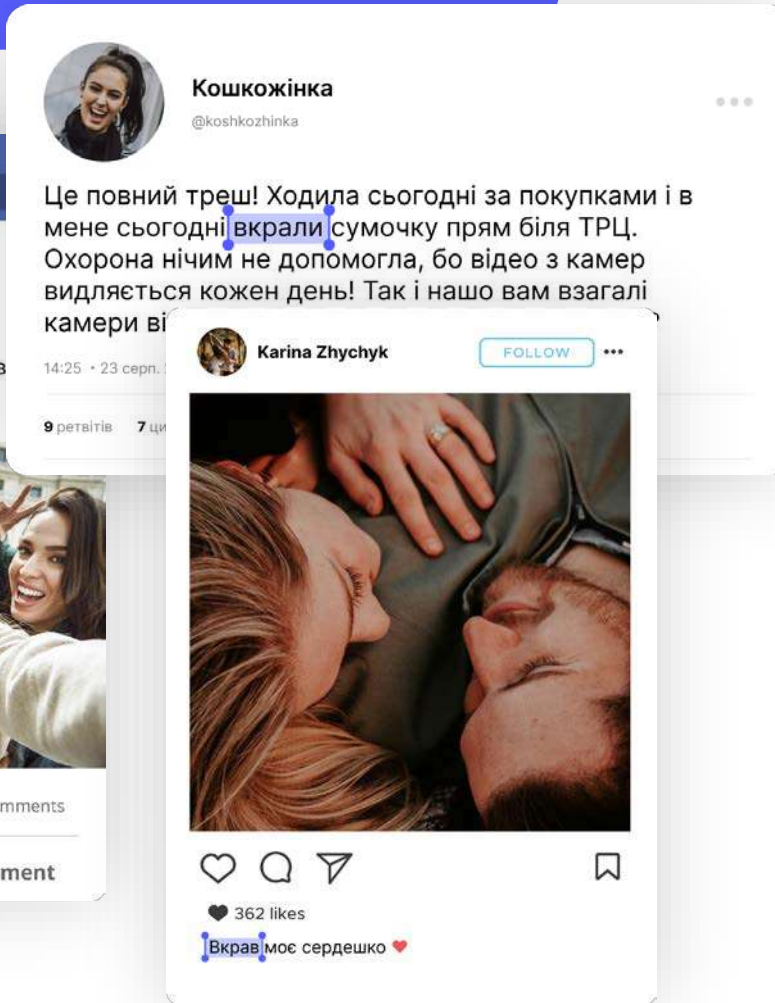 Кошкожінка
@koshkozhinka
Це повний треш! Ходила сьогодні за покупками і в
мене сьогодні вкрали сумочку прям біля ТРЦ.
Охорона нічим не допомогла, бо відео з камер
видляється кожен день! Так і нашо вам взагалі
камери
14:25 · 23 серп.
9 ретвітів 7
Karina Zhychyk
FOLLOW
362 likes
Вкрав моє сердешко ❤